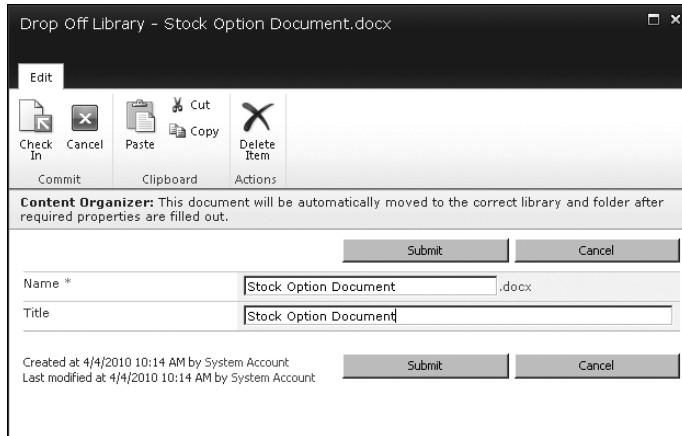 Drop Off Library - Stock Option Document.docx
Edit
Check In
Cancel
Paste
Cut
Copy
Delete Item
Commit
Clipboard
Actions
Content Organizer: This document will be automatically moved to the correct library and folder after
required properties are filled out.
Submit Cancel
Name * Stock Option Document .docx
Title Stock Option Document
Created at 4/4/2010 10:14 AM by System Account
Last modified at 4/4/2010 10:14 AM by System Account
Submit Cancel